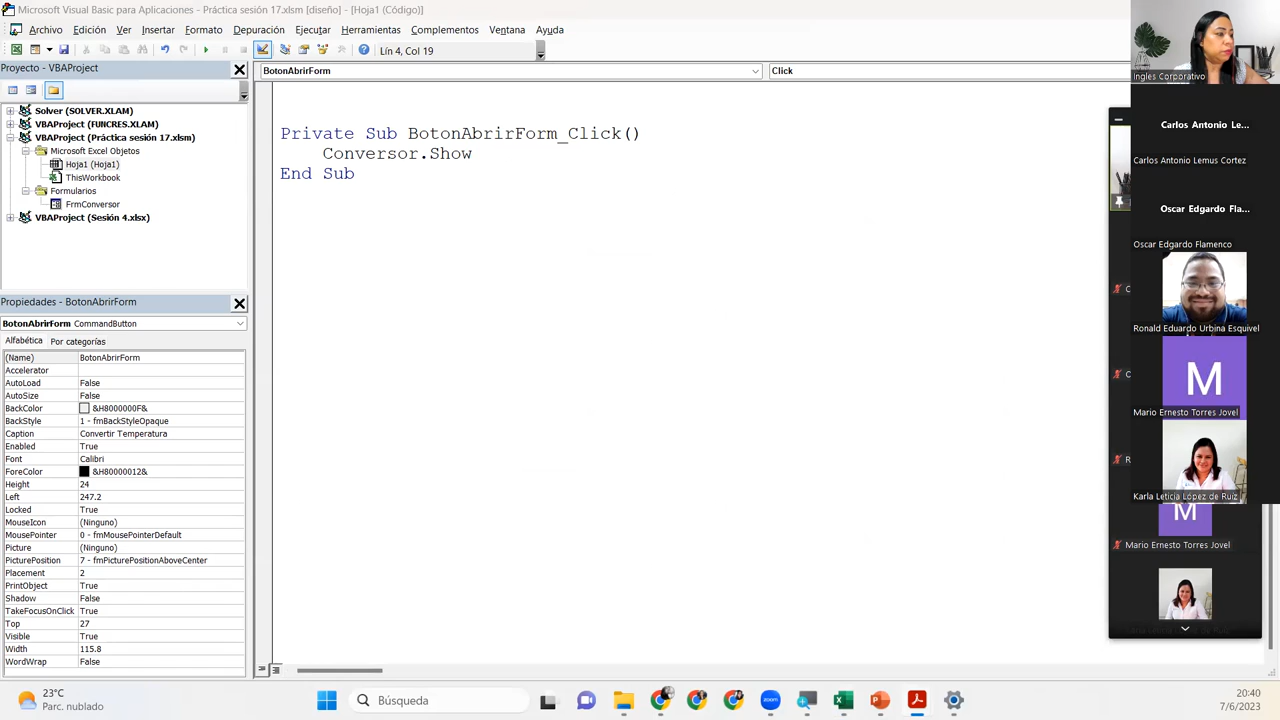 Microsoft Visual Basic para Aplicaciones - Práctica sesión 17.xlsm [diseño] - [Hoja1 (Código)]
Archivo Edición Ver Insertar Formato Depuración Ejecutar Herramientas Complementos Ventana Ayuda
Lín 4, Col 19
Proyecto - VBAProject
Solver (SOLVER.XLAM)
VBAProject (FUNCRES.XLAM)
VBAProject (Práctica sesión 17.xlsm)
Microsoft Excel Objetos
Hoja1 (Hoja1)
ThisWorkbook
Formularios
FrmConversor
VBAProject (Sesión 4.xlsx)
Propiedades - BotonAbrirForm
BotonAbrirForm CommandButton
Alfabética Por categorías
(Name) BotonAbrirForm
Accelerator
AutoLoad False
AutoSize False
BackColor &H8000000F&
BackStyle 1 - fmBackStyleOpaque
Caption Convertir Temperatura
Enabled True
Font Calibri
ForeColor &H80000012&
Height 24
Left 247.2
Locked True
MouseIcon (Ninguno)
MousePointer 0 - fmMousePointerDefault
Picture (Ninguno)
PicturePosition 7 - fmPicturePositionAboveCenter
Placement 2
PrintObject True
Shadow False
TakeFocusOnClick True
Top 27
Visible True
Width 115.8
WordWrap False
BotonAbrirForm Click
Private Sub BotonAbrirForm_Click()
Conversor.Show
End Sub
Ingles Corporativo
Carlos Antonio Le...
Carlos Antonio Lemus Cortez
Oscar Edgardo Fla...
Oscar Edgardo Flamenco
Ronald Eduardo Urbina Esquivel
M
Mario Ernesto Torres Jovel
Karla Leticia López de Ruiz
M
Mario Ernesto Torres Jovel
23°C
Parc. nublado
Búsqueda
zoom
20:40
7/6/2023